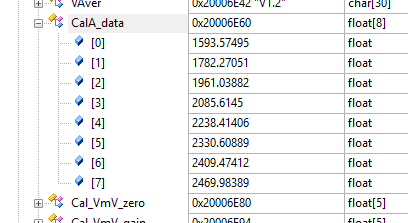 VAver 0x20006E42 "V1.2" char[30]
CalA_data 0x20006E60 float[8]
[0] 1593.57495 float
[1] 1782.27051 float
[2] 1961.03882 float
[3] 2085.6145 float
[4] 2238.41406 float
[5] 2330.60889 float
[6] 2409.47412 float
[7] 2469.98389 float
Cal_VmV_zero 0x20006E80 float[5]
Cal_VmV_gain 0x20006E94 float[5]